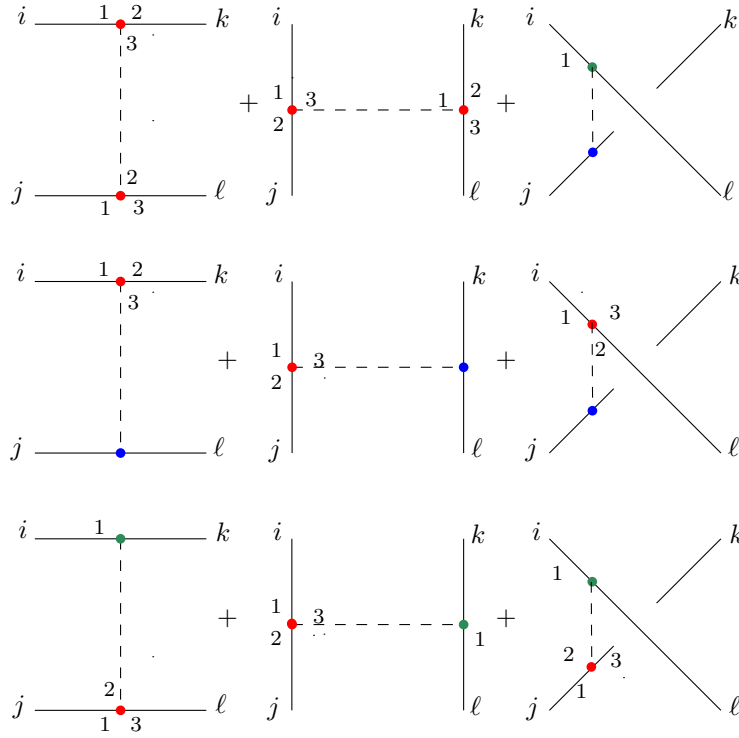 i 1 2 k i k i k
3 1
1 3 1 2
+ 2 3 +
2
j 1 3 ℓ j ℓ j ℓ
i 1 2 k i k i k
3 1 3
+ 1 3 + 2
2
j ℓ j ℓ j ℓ
i 1 k i k i k
+ 1 3 + 1
2 1
2 2 3
j 1 3 ℓ j ℓ j 1 ℓ